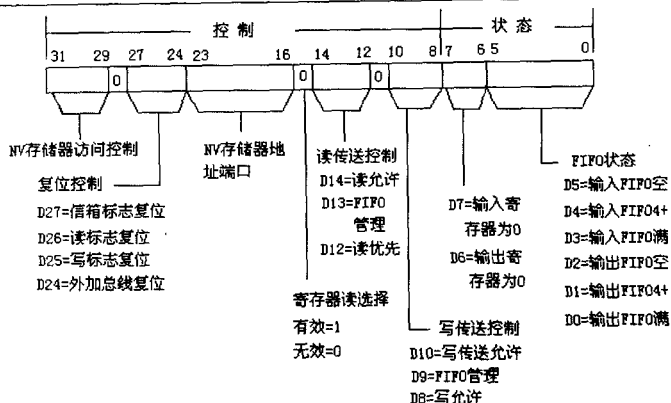 控 制
状 态
31 29 27 24 23 16 14 12 10 8 7 6 5 0
0 0 0
NV存储器访问控制
复位控制
D27=信箱标志复位
D26=读标志复位
D25=写标志复位
D24=外加总线复位
NV存储器地
址端口
读传送控制
D14=读允许
D13=FIFO
管理
D12=读优先
寄存器读选择
有效=1
无效=0
D7=输入寄
存器为0
D6=输出寄
存器为0
写传送控制
D10=写传送允许
D9=FIFO管理
D8=写允许
FIFO状态
D5=输入FIFO空
D4=输入FIFO4+
D3=输入FIFO满
D2=输出FIFO空
D1=输出FIFO4+
D0=输出FIFO满